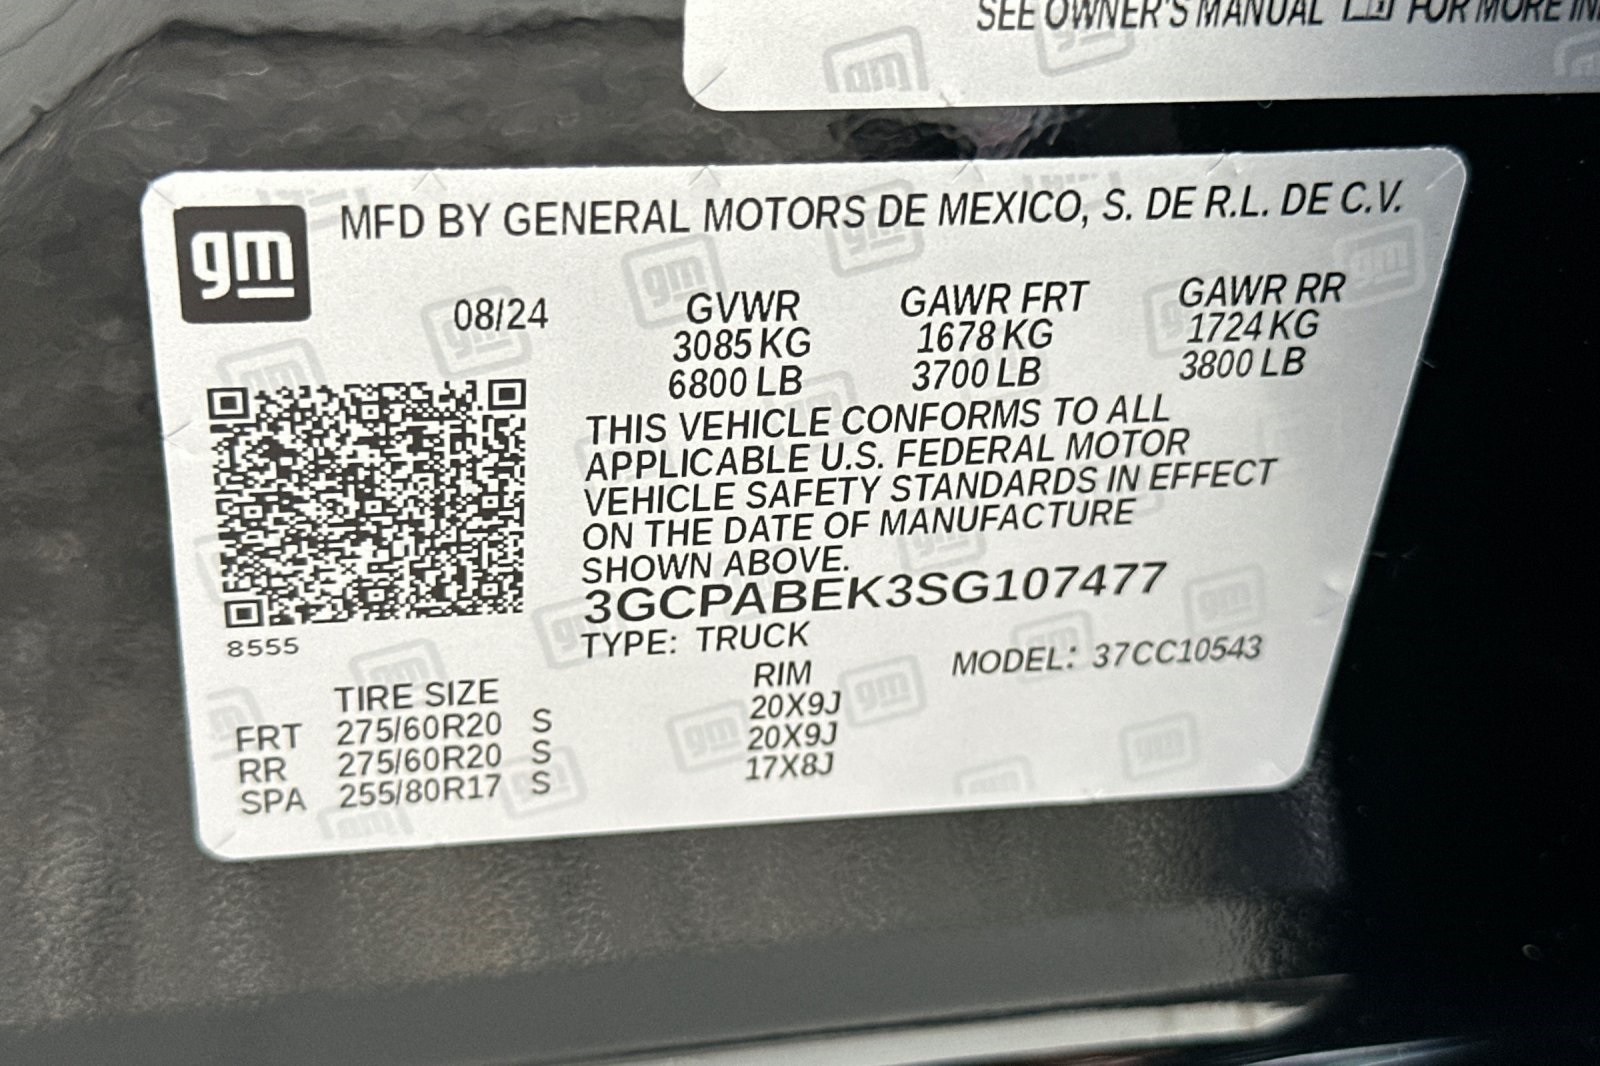 SEE OWNER'S MANUAL FOR MORE IN
gm MFD BY GENERAL MOTORS DE MEXICO, S. DE R.L. DE C.V.
08/24 GVWR GAWR FRT GAWR RR
3085 KG 1678 KG 1724 KG
6800 LB 3700 LB 3800 LB
THIS VEHICLE CONFORMS TO ALL
APPLICABLE U.S. FEDERAL MOTOR
VEHICLE SAFETY STANDARDS IN EFFECT
ON THE DATE OF MANUFACTURE
SHOWN ABOVE.
3GCPABEK3SG107477
8555
TYPE: TRUCK MODEL: 37CC10543
TIRE SIZE RIM
FRT 275/60R20 S 20X9J
RR 275/60R20 S 20X9J
SPA 255/80R17 S 17X8J